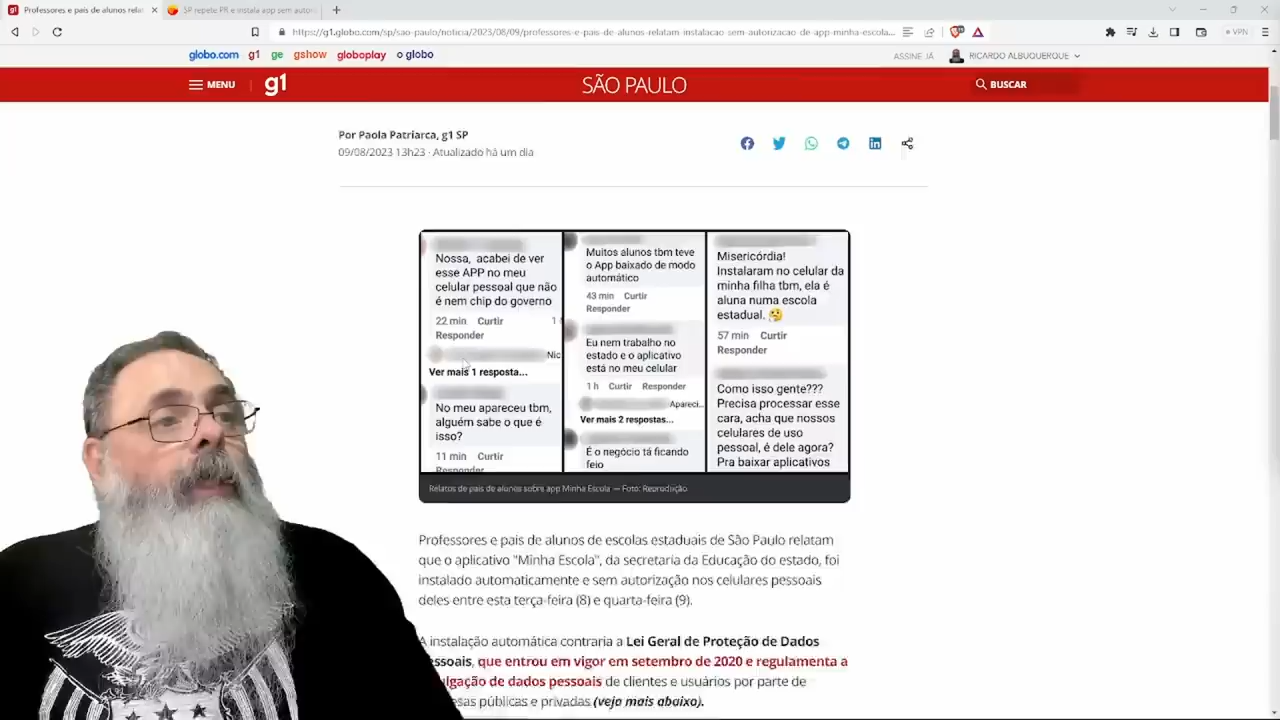 Professores e pais de alunos relat
SP repete PR e instala app sem autori
https://g1.globo.com/sp/sao-paulo/noticia/2023/08/09/professores-e-pais-de-alunos-relatam-instalacao-sem-autorizacao-de-app-minha-escola...
VPN
globo.com g1 ge gshow globoplay o globo
ASSINE JÁ
RICARDO ALBUQUERQUE
MENU
g1
SÃO PAULO
BUSCAR
Por Paola Patriarca, g1 SP
09/08/2023 13h23 · Atualizado há um dia
Nossa, acabei de ver
esse APP no meu
celular pessoal que não
é nem chip do governo
22 min Curtir
Responder
Nic
Ver mais 1 resposta...
No meu apareceu tbm,
alguém sabe o que é
isso?
11 min Curtir
Responder
Muitos alunos tbm teve
o App baixado de modo
automático
43 min Curtir
Responder
Eu nem trabalho no
estado e o aplicativo
está no meu celular
1 h Curtir Responder
Apareci...
Ver mais 2 respostas...
É o negócio tá ficando
feio
Misericórdia!
Instalaram no celular da
minha filha tbm, ela é
aluna numa escola
estadual. 🤔
57 min Curtir
Responder
Como isso gente???
Precisa processar esse
cara, acha que nossos
celulares de uso
pessoal, é dele agora?
Pra baixar aplicativos
Relatos de pais de alunos sobre app Minha Escola — Foto: Reprodução
Professores e pais de alunos de escolas estaduais de São Paulo relatam
que o aplicativo "Minha Escola", da secretaria da Educação do estado, foi
instalado automaticamente e sem autorização nos celulares pessoais
deles entre esta terça-feira (8) e quarta-feira (9).
A instalação automática contraria a Lei Geral de Proteção de Dados
essoais, que entrou em vigor em setembro de 2020 e regulamenta a
ulgação de dados pessoais de clientes e usuários por parte de
esas públicas e privadas (veja mais abaixo).